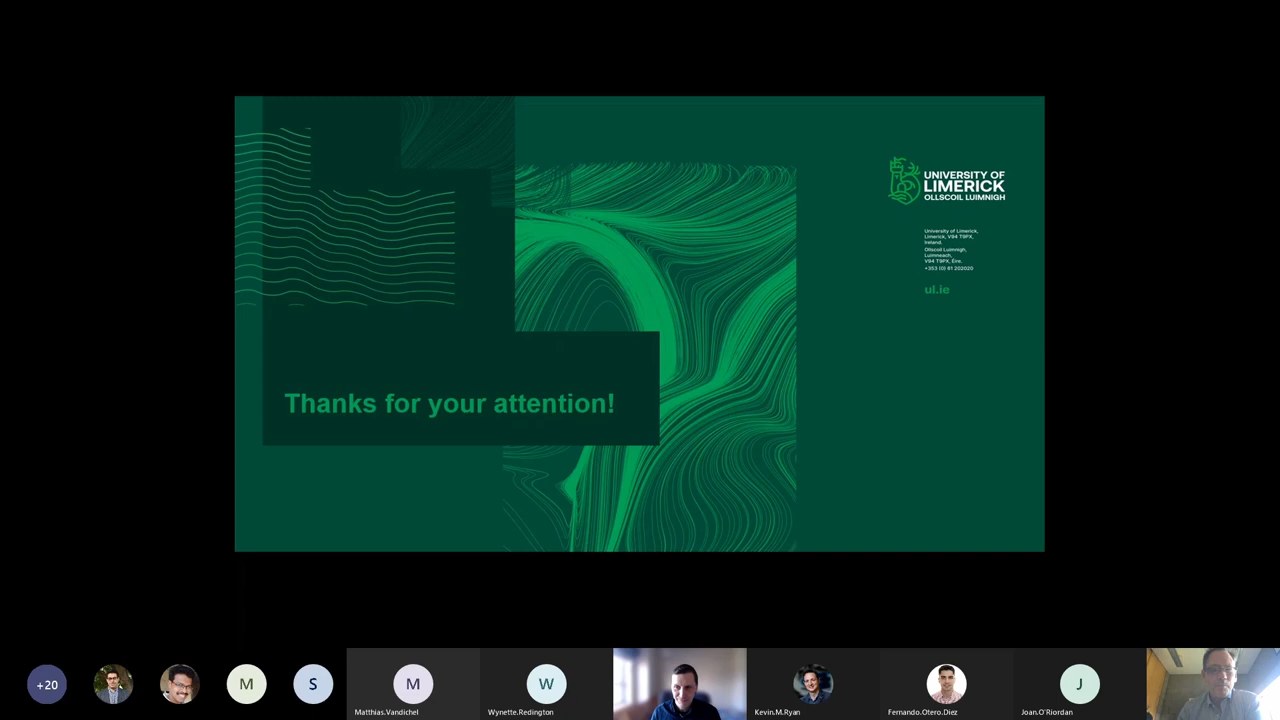 UNIVERSITY OF
LIMERICK
OLLSCOIL LUIMNIGH
University of Limerick,
Limerick, V94 T9PX,
Ireland.
Ollscoil Luimnigh,
Luimneach,
V94 T9PX, Éire.
+353 (0) 61 202020
ul.ie
Thanks for your attention!
+20
M
S
M
Matthias.Vandichel
W
Wynette.Redington
Kevin.M.Ryan
Fernando.Otero.Diez
J
Joan.O'Riordan